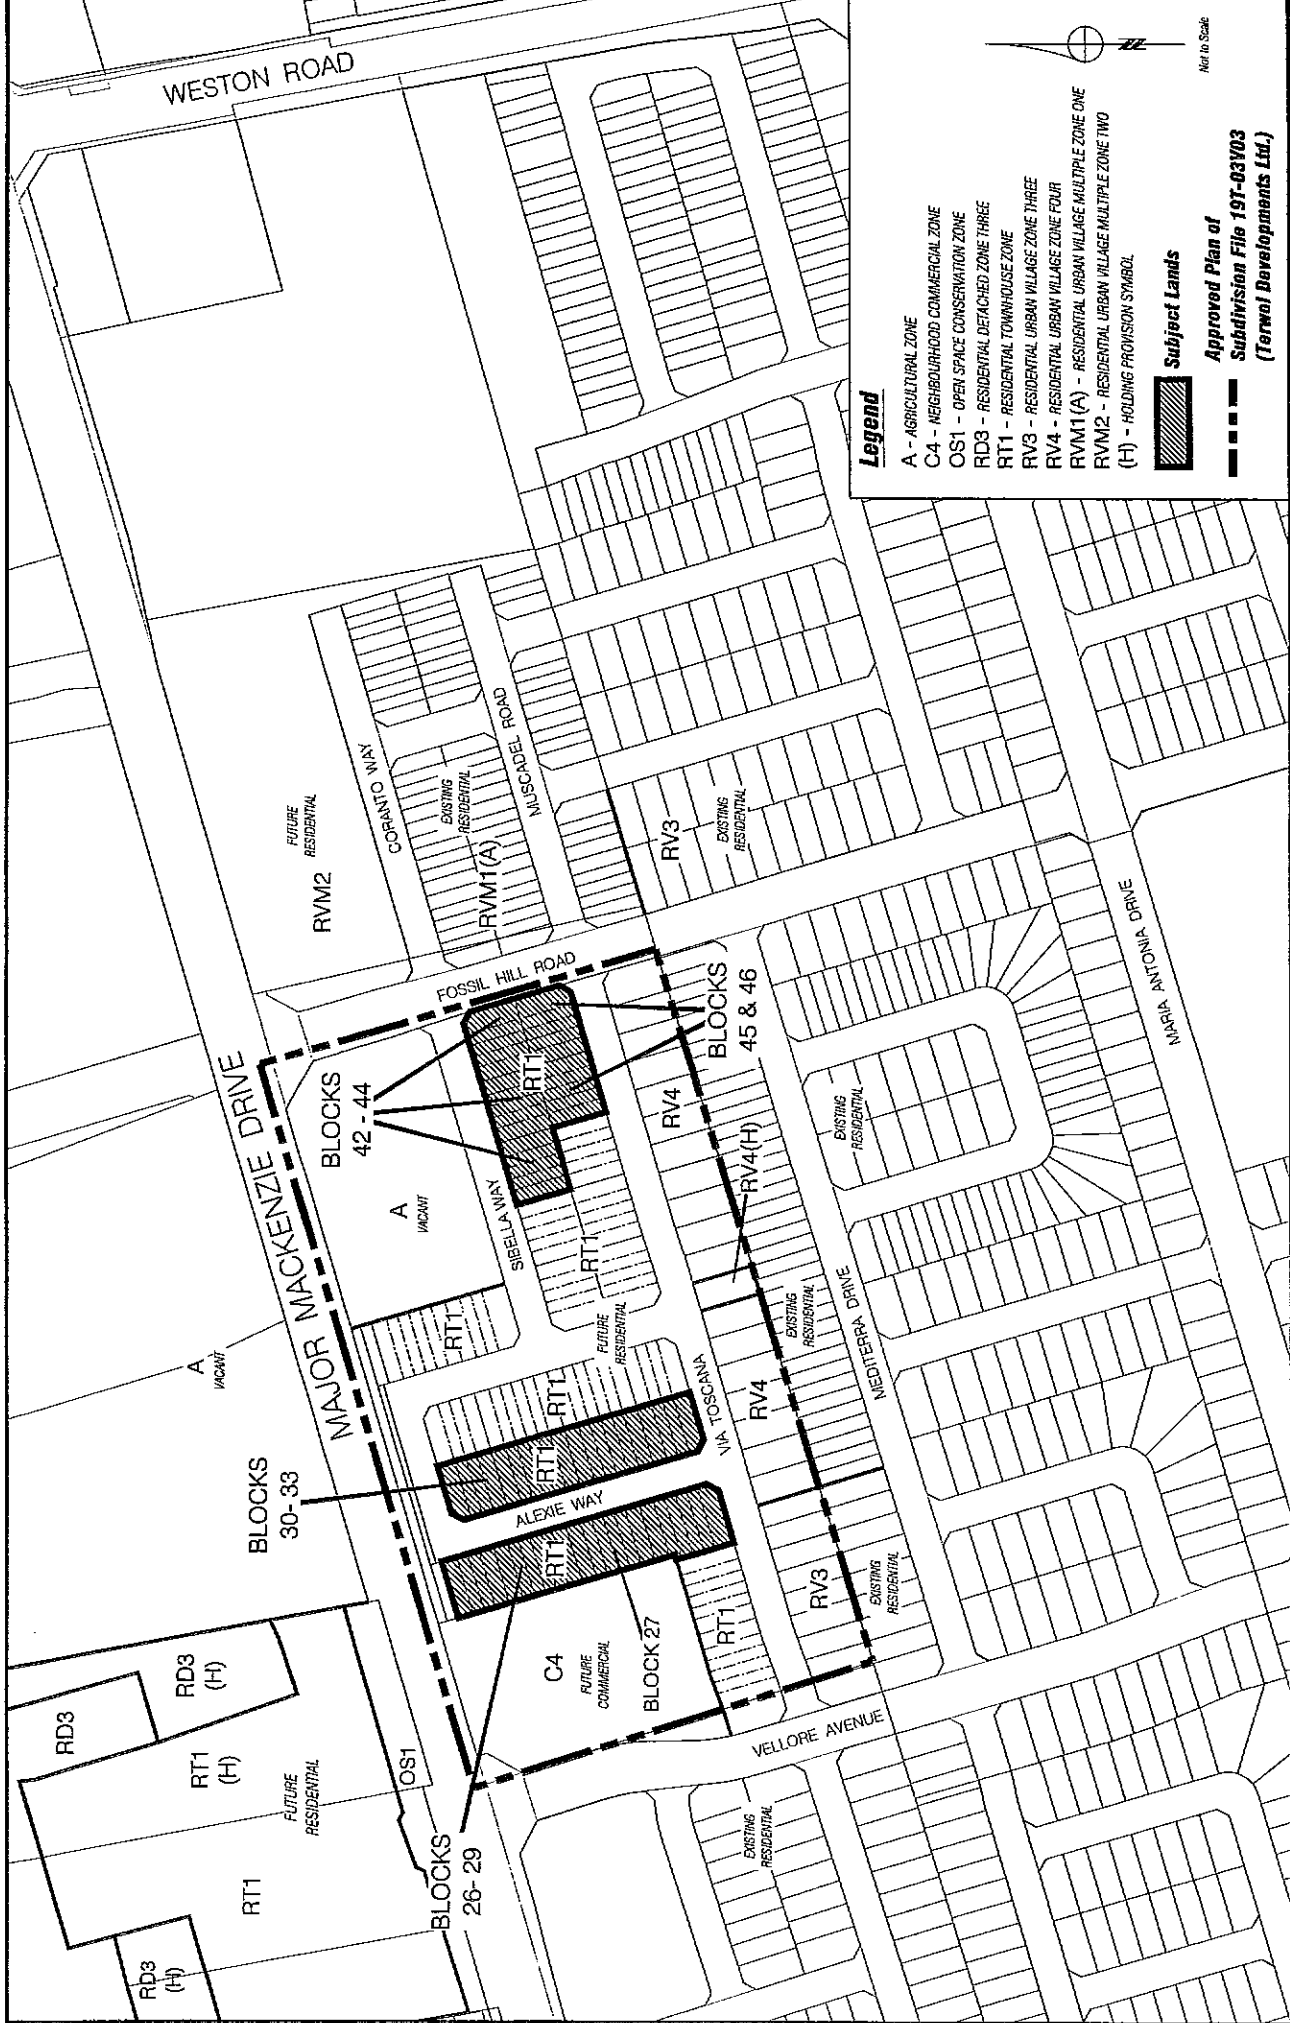 WESTON ROAD
MAJOR MACKENZIE DRIVE
A
VACANT
RD3
RD3
(H)
RT1
(H)
FUTURE
RESIDENTIAL
RT1
RD3
(H)
OS1
BLOCKS
26-29
BLOCKS
30-33
BLOCKS
42 - 44
BLOCKS
45 & 46
BLOCK 27
A
VACANT
FUTURE
RESIDENTIAL
RVM2
CORANTO WAY
EXISTING
RESIDENTIAL
RVM1(A)
MUSCADEL ROAD
FOSSIL HILL ROAD
SIBELLA WAY
RT1
RT1
RT1
FUTURE
RESIDENTIAL
RT1
RT1
ALEXIE WAY
RT1
C4
FUTURE
COMMERCIAL
RT1
VIA TOSCANA
VELLORE AVENUE
RV3
EXISTING
RESIDENTIAL
RV4
RV4(H)
RV4
EXISTING
RESIDENTIAL
RV3
EXISTING
RESIDENTIAL
MEDITERRA DRIVE
EXISTING
RESIDENTIAL
MARIA ANTONIA DRIVE
EXISTING
RESIDENTIAL
Legend
A - AGRICULTURAL ZONE
C4 - NEIGHBOURHOOD COMMERCIAL ZONE
OS1 - OPEN SPACE CONSERVATION ZONE
RD3 - RESIDENTIAL DETACHED ZONE THREE
RT1 - RESIDENTIAL TOWNHOUSE ZONE
RV3 - RESIDENTIAL URBAN VILLAGE ZONE THREE
RV4 - RESIDENTIAL URBAN VILLAGE ZONE FOUR
RVM1(A) - RESIDENTIAL URBAN VILLAGE MULTIPLE ZONE ONE
RVM2 - RESIDENTIAL URBAN VILLAGE MULTIPLE ZONE TWO
(H) - HOLDING PROVISION SYMBOL
Subject Lands
Approved Plan of
Subdivision File 19T-03V03
(Terwol Developments Ltd.)
Not to Scale